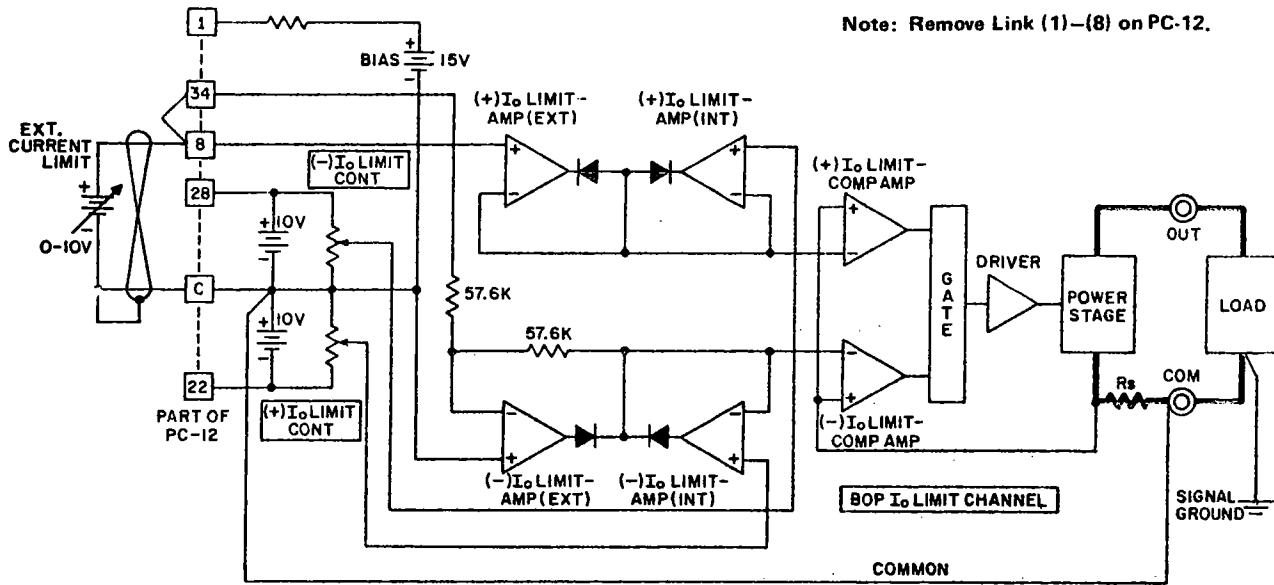 Note: Remove Link (1)–(8) on PC-12.
1
BIAS
+
15V
-
34
8
EXT.
CURRENT
LIMIT
+
0-10V
-
28
C
22
PART OF
PC-12
(-)Io LIMIT
CONT
+
10V
-
+
10V
-
(+)Io LIMIT
CONT
57.6K
57.6K
(+)Io LIMIT-
AMP(EXT)
+
-
(+)Io LIMIT-
AMP(INT)
+
-
(+)Io LIMIT-
COMP AMP
+
-
-
+
(-)Io LIMIT-
COMP AMP
-
+
(-)Io LIMIT-
AMP(EXT)
-
+
(-)Io LIMIT-
AMP(INT)
GATE
DRIVER
POWER
STAGE
OUT
LOAD
Rs
COM
SIGNAL
GROUND
BOP Io LIMIT CHANNEL
COMMON